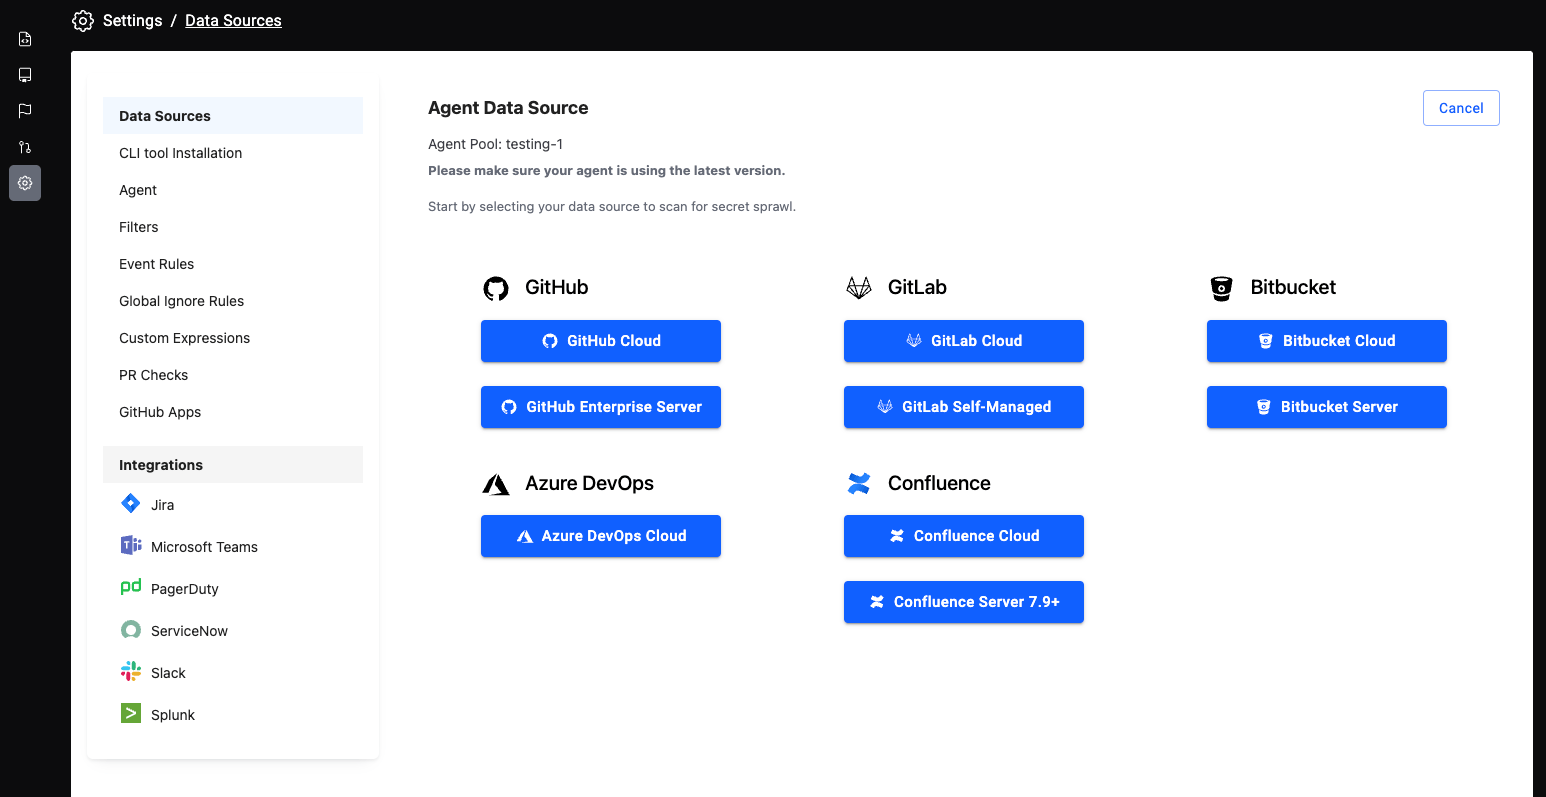 Settings / Data Sources
Data Sources
CLI tool Installation
Agent
Filters
Event Rules
Global Ignore Rules
Custom Expressions
PR Checks
GitHub Apps
Integrations
Jira
Microsoft Teams
PagerDuty
ServiceNow
Slack
Splunk
Agent Data Source
Cancel
Agent Pool: testing-1
Please make sure your agent is using the latest version.
Start by selecting your data source to scan for secret sprawl.
GitHub
GitHub Cloud
GitHub Enterprise Server
GitLab
GitLab Cloud
GitLab Self-Managed
Bitbucket
Bitbucket Cloud
Bitbucket Server
Azure DevOps
Azure DevOps Cloud
Confluence
Confluence Cloud
Confluence Server 7.9+